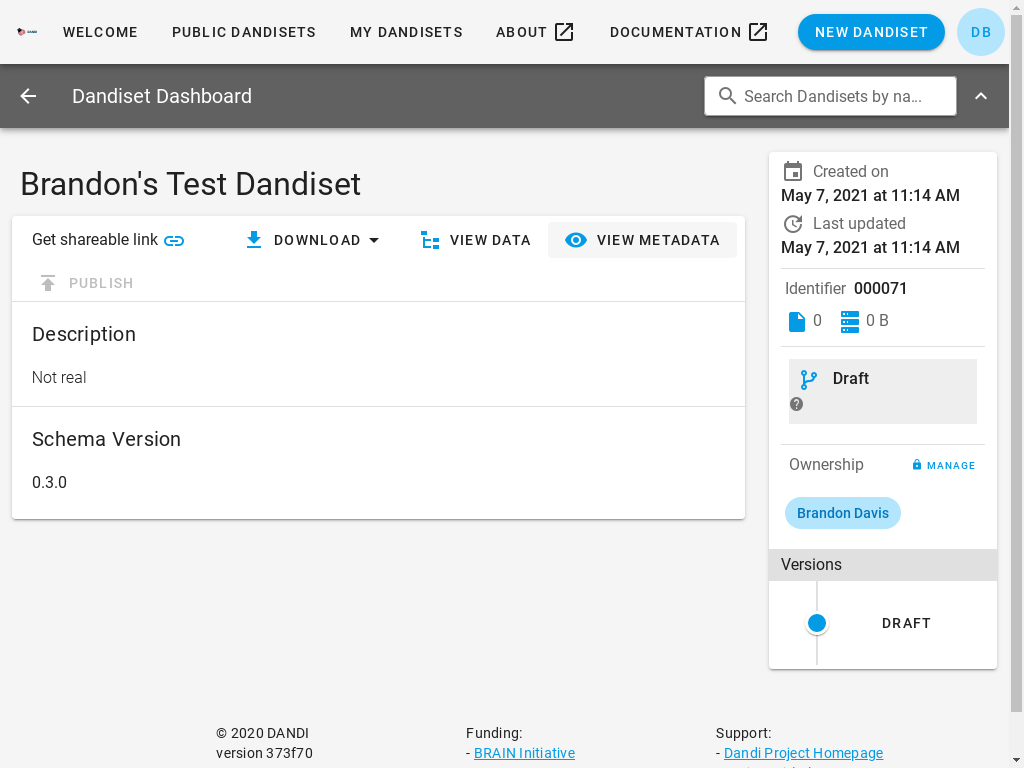 WELCOME
PUBLIC DANDISETS
MY DANDISETS
ABOUT
DOCUMENTATION
NEW DANDISET
DB
Dandiset Dashboard
Search Dandisets by na...
Brandon's Test Dandiset
Get shareable link
DOWNLOAD
VIEW DATA
VIEW METADATA
PUBLISH
Description
Not real
Schema Version
0.3.0
Created on
May 7, 2021 at 11:14 AM
Last updated
May 7, 2021 at 11:14 AM
Identifier 000071
0
0 B
Draft
Ownership
MANAGE
Brandon Davis
Versions
DRAFT
© 2020 DANDI
version 373f70
Funding:
- BRAIN Initiative
Support:
- Dandi Project Homepage